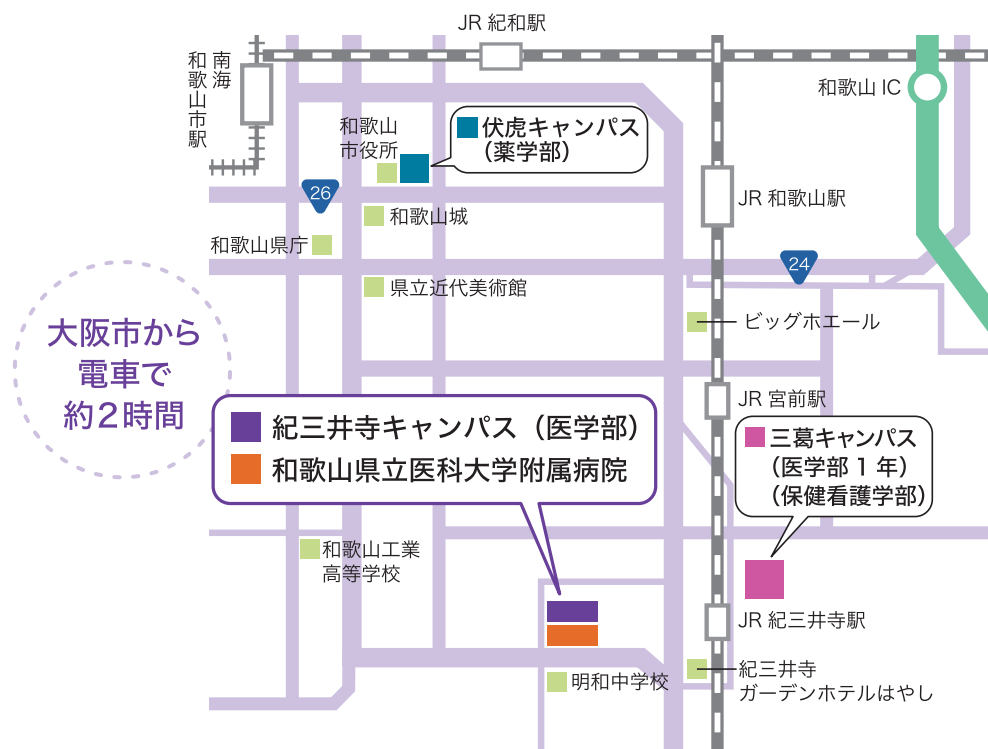 JR 紀和駅
南海
和歌山市駅
和歌山 IC
和歌山
市役所
伏虎キャンパス
（薬学部）
26
和歌山城
JR 和歌山駅
和歌山県庁
24
県立近代美術館
ビッグホエール
大阪市から
電車で
約2時間
JR 宮前駅
紀三井寺キャンパス（医学部）
和歌山県立医科大学附属病院
三葛キャンパス
（医学部 1 年）
（保健看護学部）
和歌山工業
高等学校
JR 紀三井寺駅
明和中学校
紀三井寺
ガーデンホテルはやし